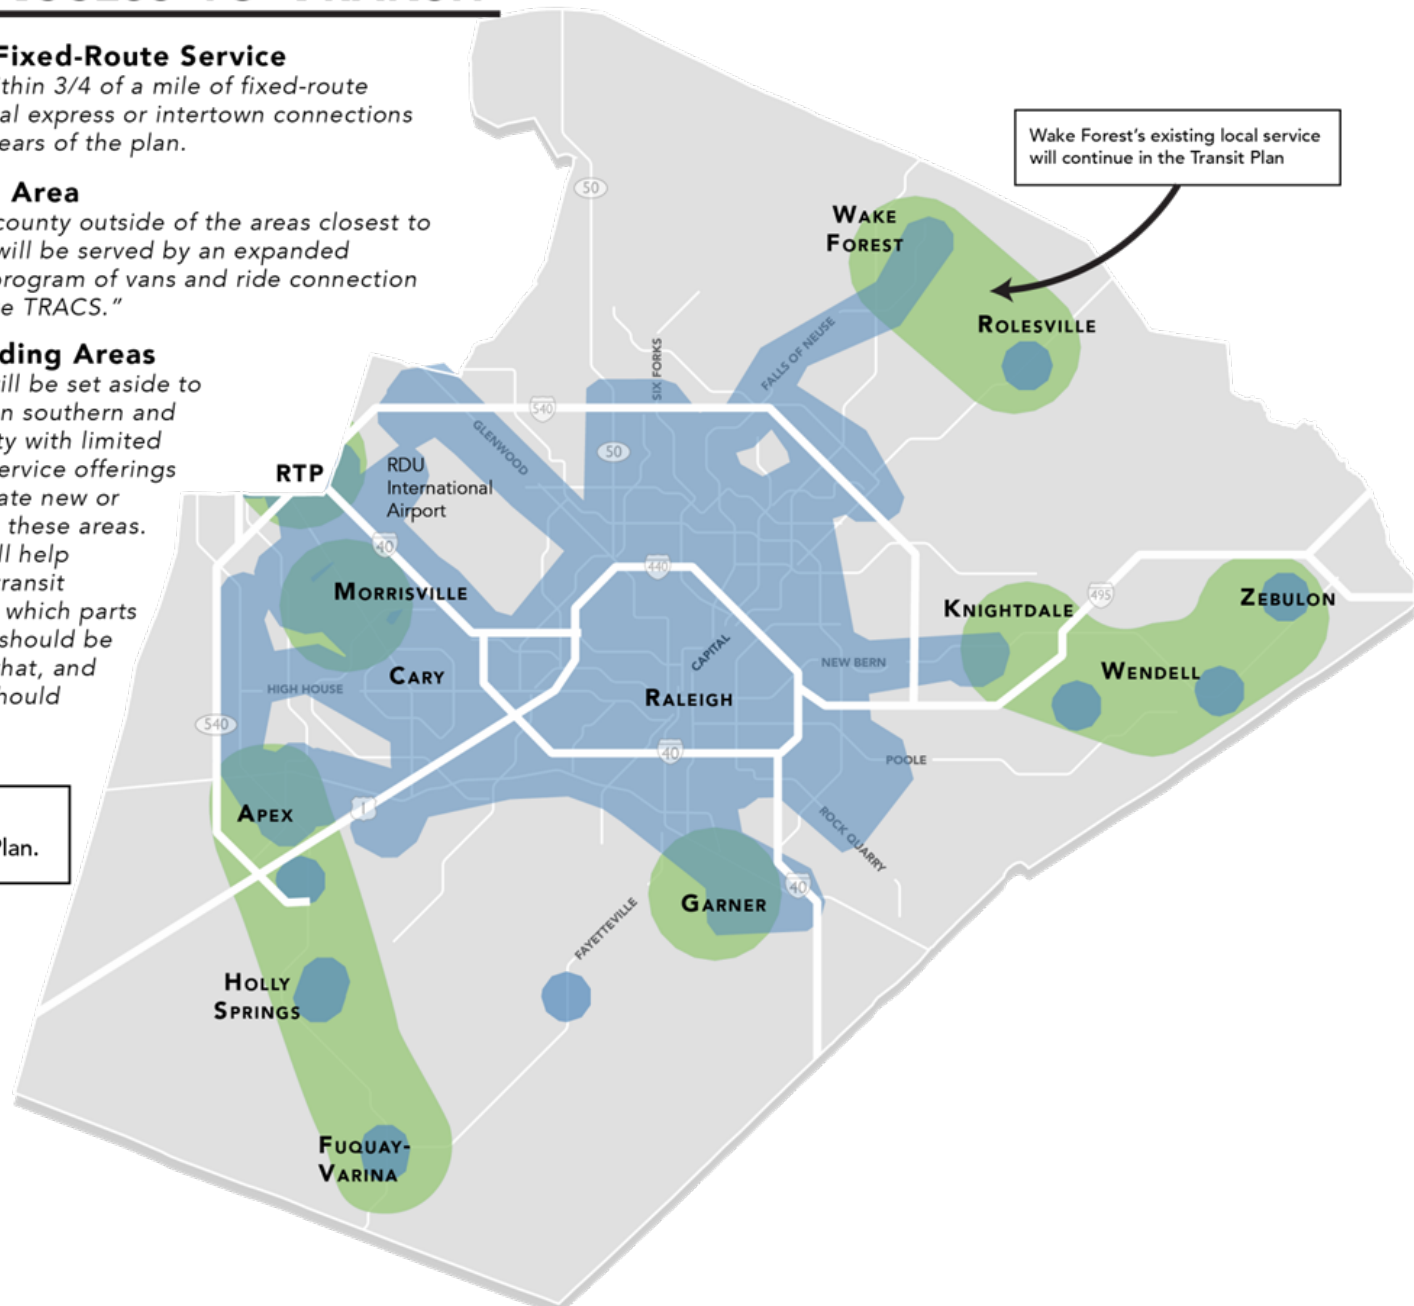 TO TRANSIT
Fixed-Route Service
thin 3/4 of a mile of fixed-route
al express or intertown connections
ears of the plan.
Area
county outside of the areas closest to
will be served by an expanded
program of vans and ride connection
e TRACS."
ding Areas
ill be set aside to
n southern and
ty with limited
service offerings
ate new or
these areas.
ll help
transit
which parts
should be
hat, and
should
Plan.
Wake Forest's existing local service
will continue in the Transit Plan
50
WAKE
FOREST
ROLESVILLE
SIX FORKS
FALLS OF NEUSE
540
GLENWOOD
50
RTP
RDU
International
Airport
40
440
MORRISVILLE
KNIGHTDALE
495
ZEBULON
CAPITAL
NEW BERN
WENDELL
CARY
HIGH HOUSE
RALEIGH
540
40
POOLE
1
APEX
ROCK QUARRY
40
GARNER
FAYETTEVILLE
HOLLY
SPRINGS
FUQUAY-
VARINA